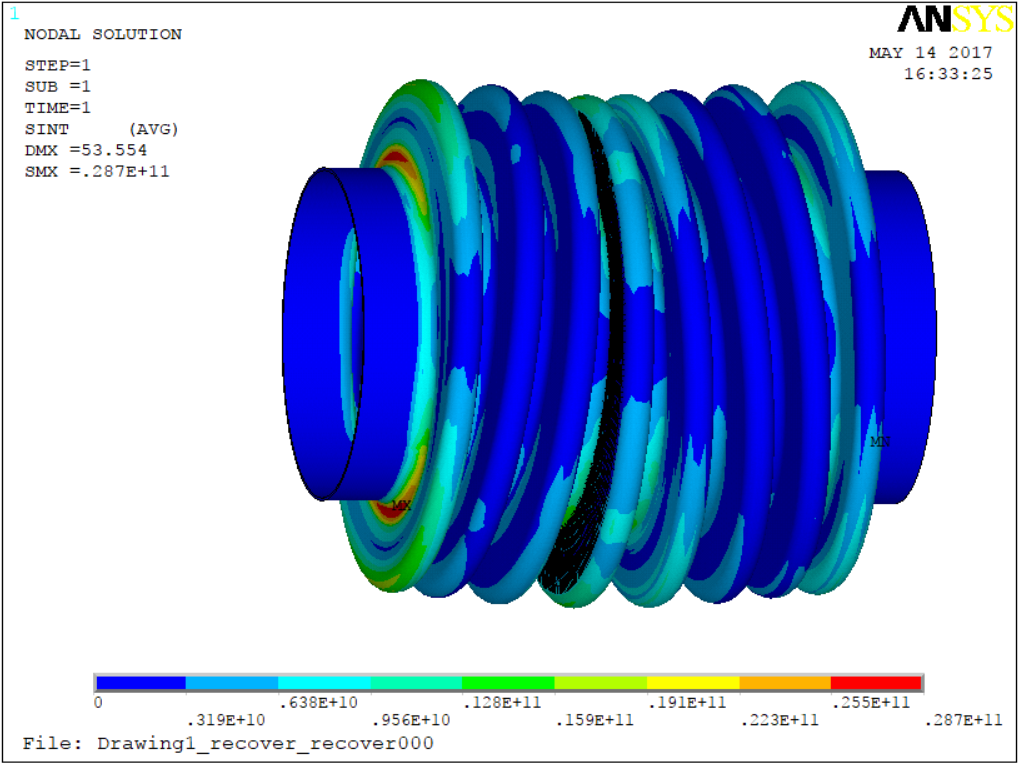 1
ANSYS
NODAL SOLUTION
MAY 14 2017
16:33:25
STEP=1
SUB =1
TIME=1
SINT     (AVG)
DMX =53.554
SMX =.287E+11
MN
MX
0
.319E+10
.638E+10
.956E+10
.128E+11
.159E+11
.191E+11
.223E+11
.255E+11
.287E+11
File: Drawing1_recover_recover000